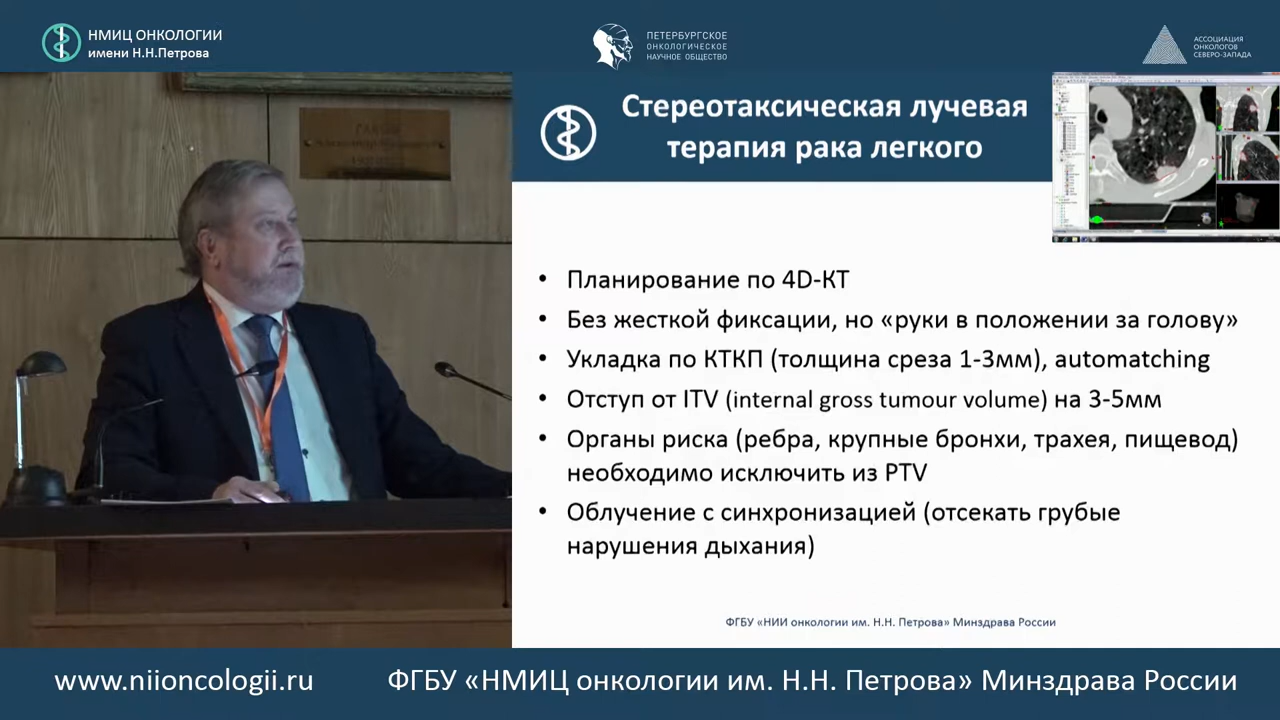 НМИЦ ОНКОЛОГИИ
имени Н.Н.Петрова
ПЕТЕРБУРГСКОЕ
ОНКОЛОГИЧЕСКОЕ
НАУЧНОЕ ОБЩЕСТВО
АССОЦИАЦИЯ
ОНКОЛОГОВ
СЕВЕРО-ЗАПАДА
Стереотаксическая лучевая
терапия рака легкого
• Планирование по 4D-КТ
• Без жесткой фиксации, но «руки в положении за голову»
• Укладка по КТКП (толщина среза 1-3мм), automatching
• Отступ от ITV (internal gross tumour volume) на 3-5мм
• Органы риска (ребра, крупные бронхи, трахея, пищевод)
необходимо исключить из PTV
• Облучение с синхронизацией (отсекать грубые
нарушения дыхания)
ФГБУ «НИИ онкологии им. Н.Н. Петрова» Минздрава России
www.niioncologii.ru
ФГБУ «НМИЦ онкологии им. Н.Н. Петрова» Минздрава России